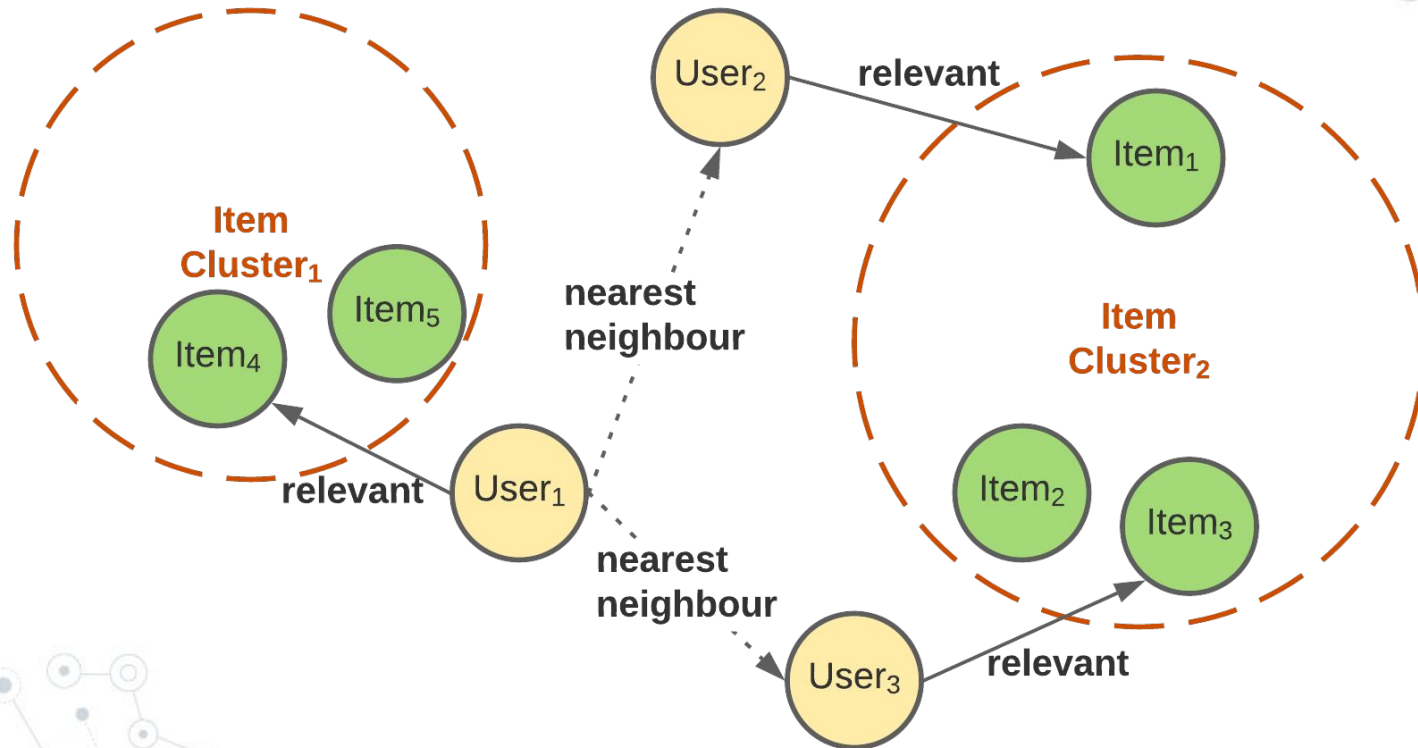 User₂
relevant
Item₁
Item
Cluster₁
Item₅
Item₄
nearest
neighbour
Item
Cluster₂
relevant
User₁
Item₂
Item₃
nearest
neighbour
User₃
relevant